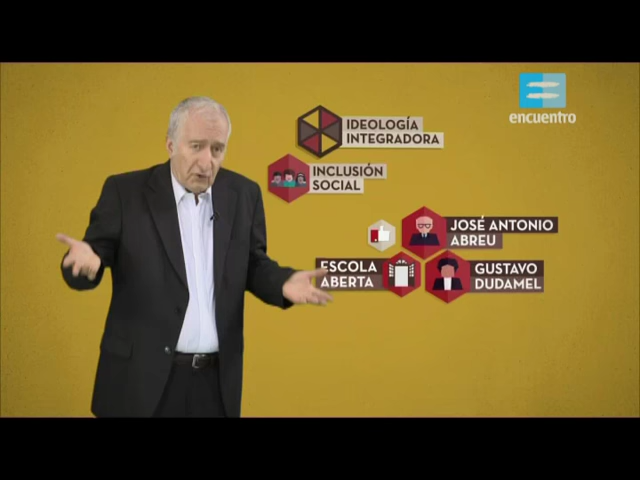 encuentro
IDEOLOGÍA
INTEGRADORA
INCLUSIÓN
SOCIAL
JOSÉ ANTONIO
ABREU
ESCOLA
ABERTA
GUSTAVO
DUDAMEL